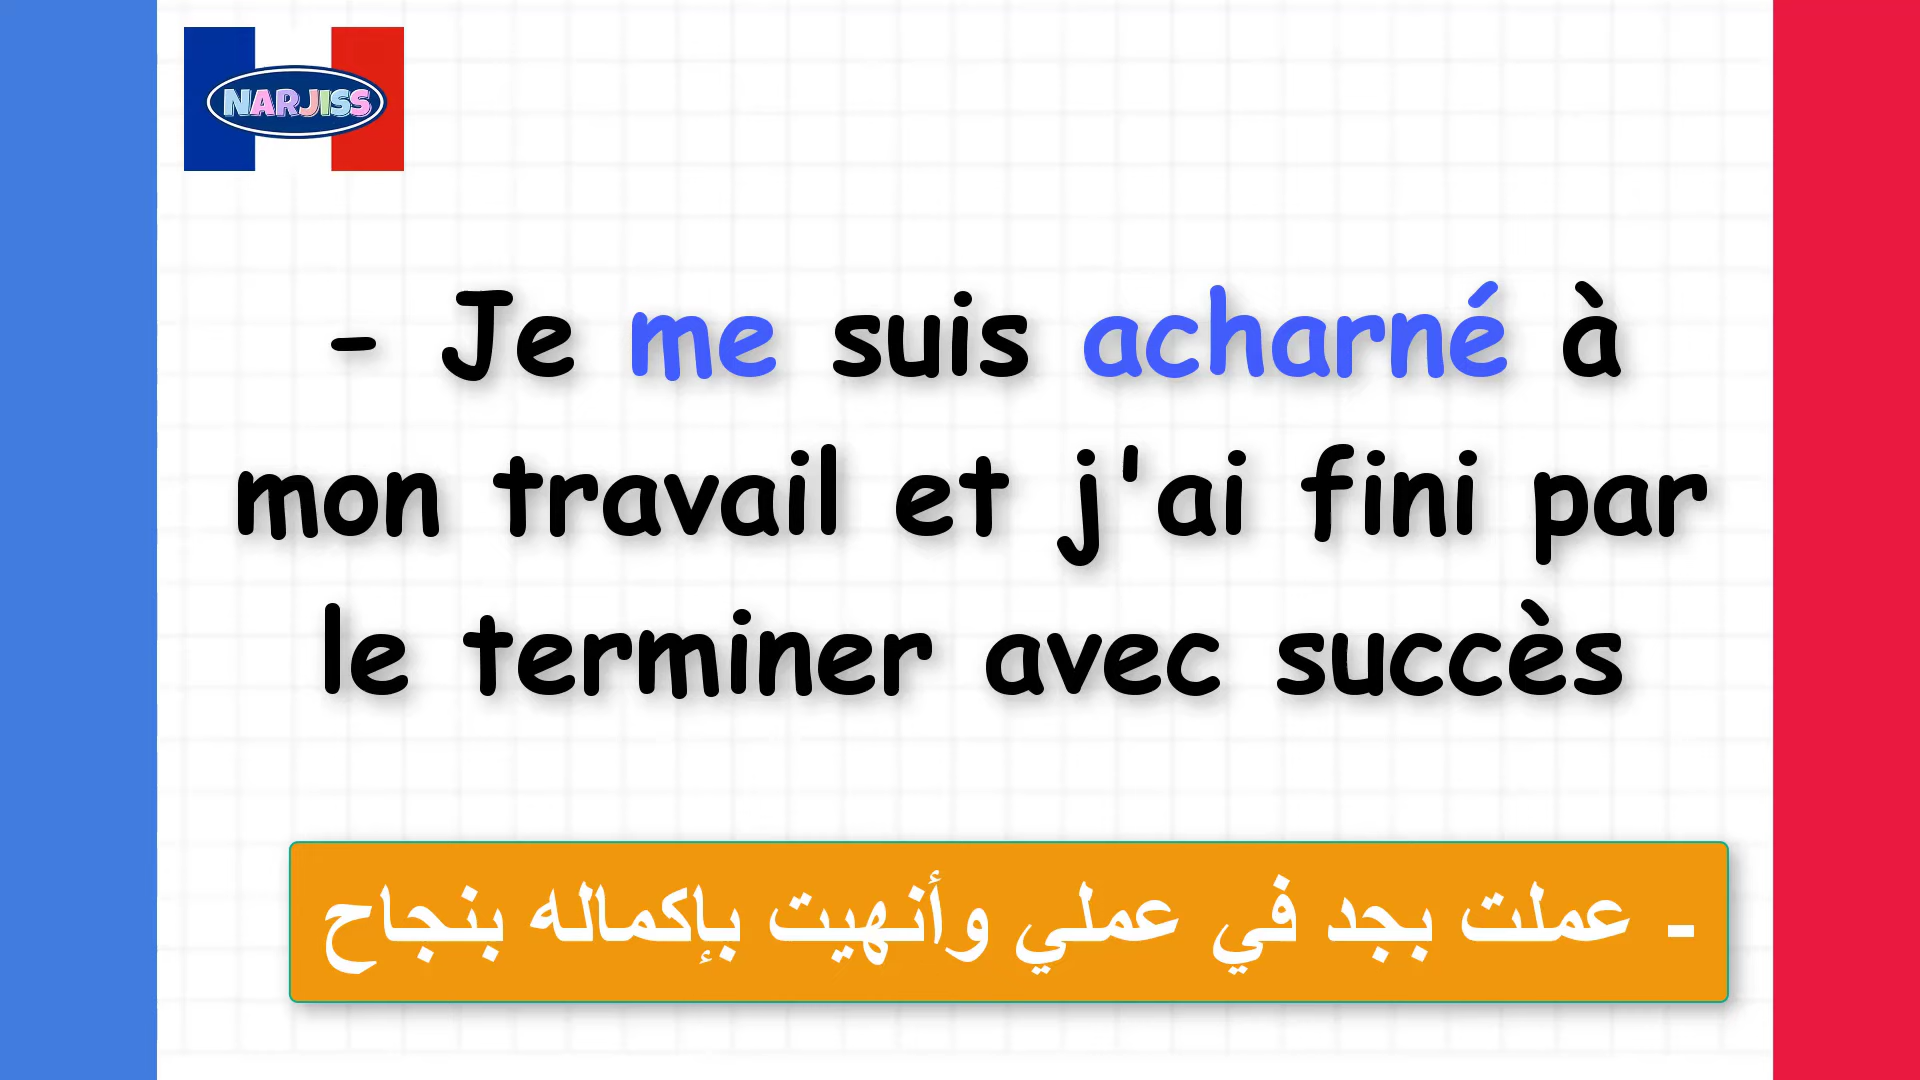 NARJISS
- Je me suis acharné à
mon travail et j'ai fini par
le terminer avec succès
- عملت بجد في عملي وأنهيت بإكماله بنجاح